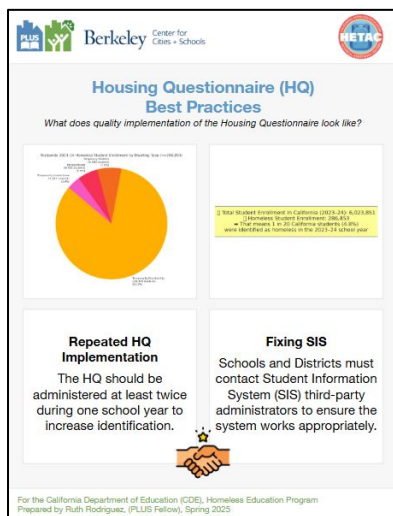 PLUS
Berkeley
Center for
Cities + Schools
HETAC
Housing Questionnaire (HQ)
Best Practices
What does quality implementation of the Housing Questionnaire look like?
Total Student Enrollment in California (2023-24):
Homeless Student Enrollment: 286,853
That means 1 in 20 California students (4.8%)
were identified as homeless in the 2023-24 school year
Repeated HQ
Implementation
The HQ should be
administered at least twice
during one school year to
increase identification.
Fixing SIS
Schools and Districts must
contact Student Information
System (SIS) third-party
administrators to ensure the
system works appropriately.
For the California Department of Education (CDE), Homeless Education Program
Prepared by Ruth Rodriguez, (PLUS Fellow), Spring 2025